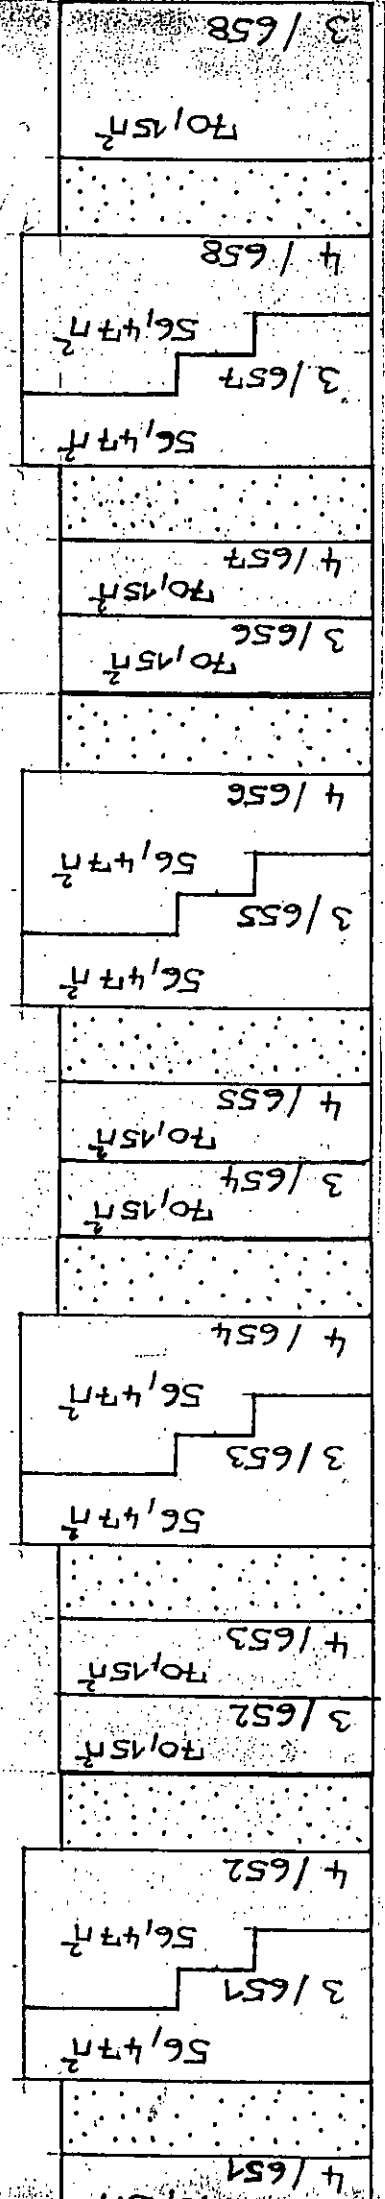 4/651
56,47 m²
3/651
56,47 m²
4/652
70,15 m²
3/652
70,15 m²
4/653
56,47 m²
3/653
56,47 m²
4/654
70,15 m²
3/654
70,15 m²
4/655
56,47 m²
3/655
56,47 m²
4/656
70,15 m²
3/656
70,15 m²
4/657
56,47 m²
3/657
56,47 m²
4/658
70,15 m²
3/658